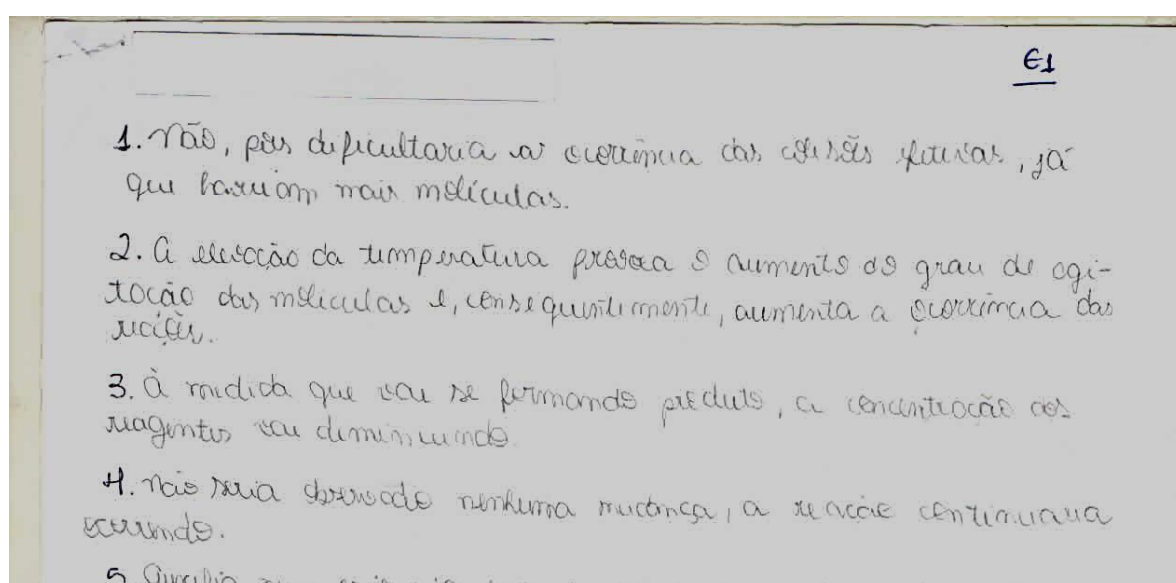 E1
1. Não, pois dificultaria a ocorrência das colisões efetivas, já
que haveriam mais moléculas.
2. A elevação da temperatura provoca o aumento do grau de agi-
tação das moléculas e, consequentemente, aumenta a ocorrência das
reações.
3. À medida que vai se formando produto, a concentração dos
reagentes vai diminuindo.
4. Não seria observado nenhuma mudança, a reação continuaria
ocorrendo.
5